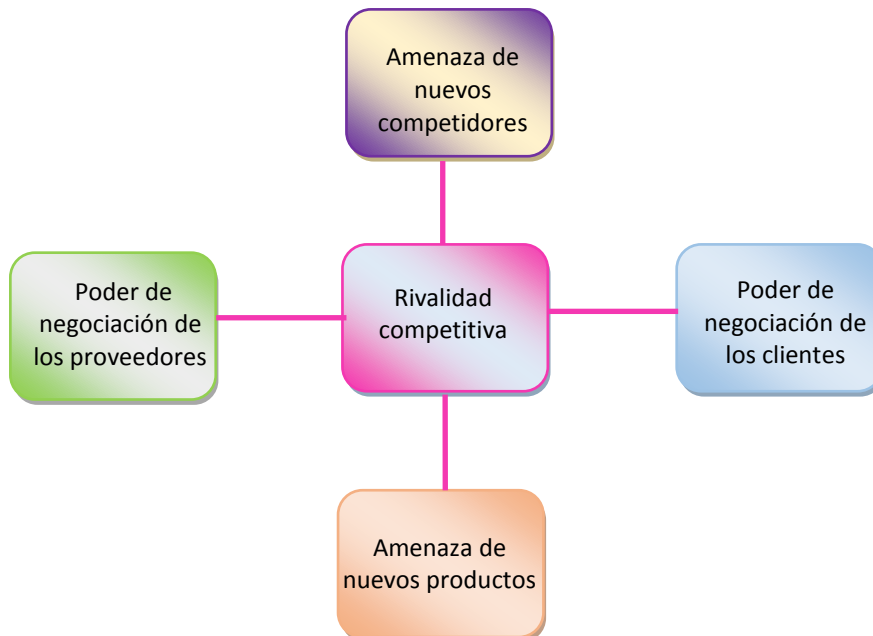 Amenaza de
nuevos
competidores
Poder de
negociación de
los proveedores
Rivalidad
competitiva
Poder de
negociación de
los clientes
Amenaza de
nuevos productos